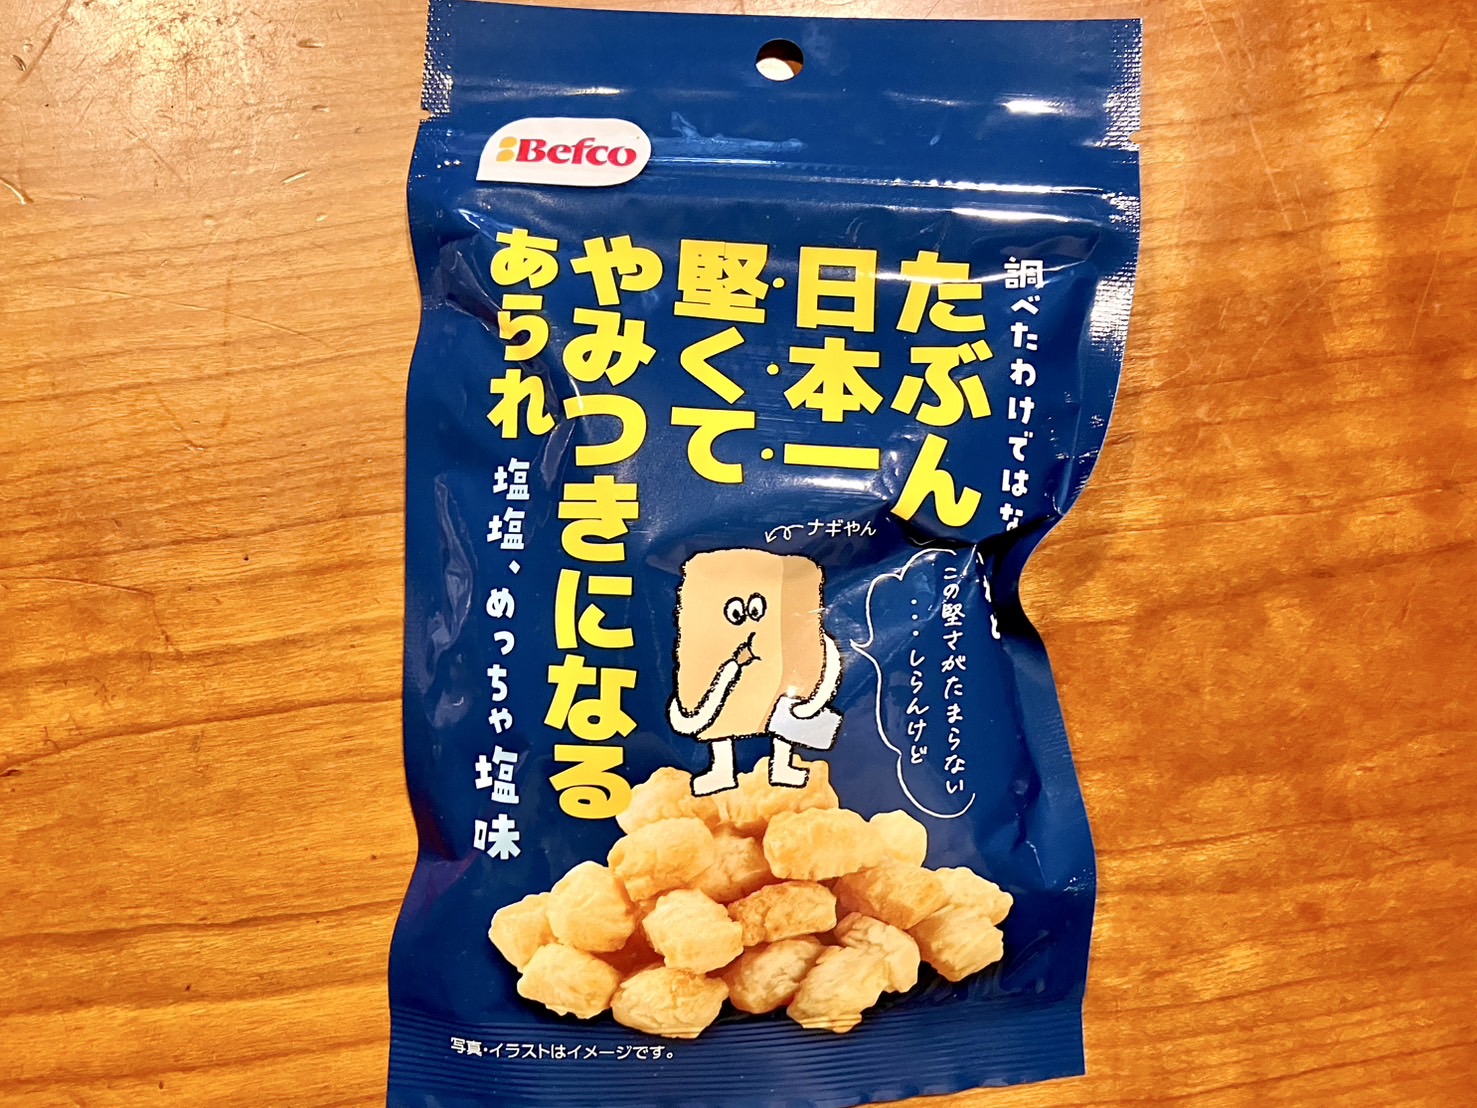 Befco
調べたわけではな
たぶん
日本一
堅くて
やみつきになる
あられ
塩塩、めっちゃ塩味
ナギやん
この堅さがたまらない
・・・しらんけど
写真・イラストはイメージです。